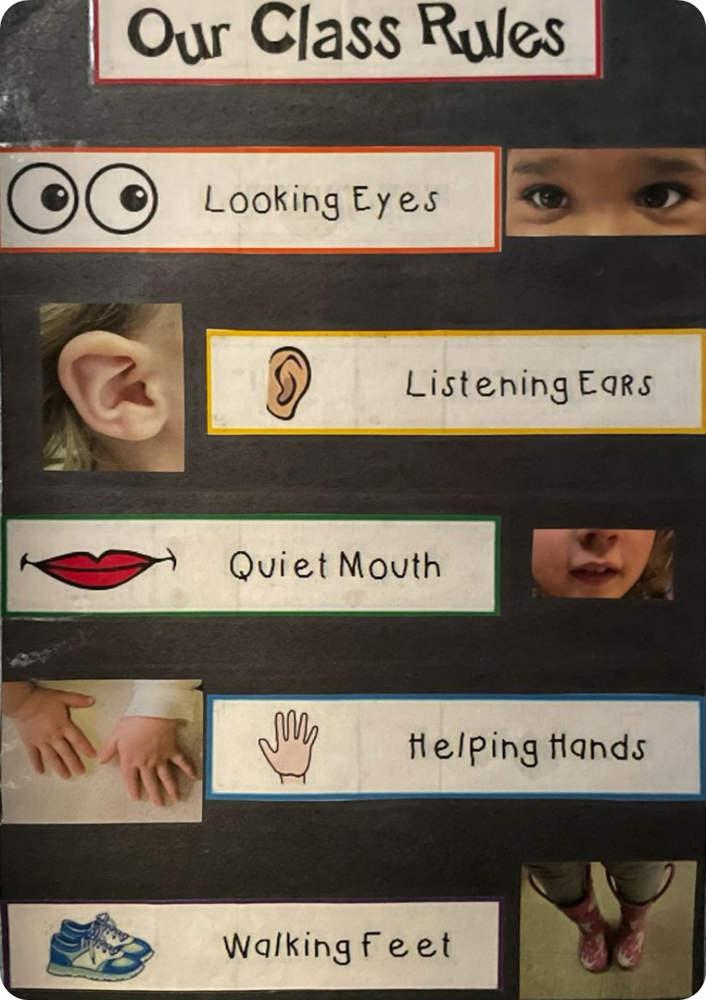 Our Class Rules
Looking Eyes
Listening Ears
Quiet Mouth
Helping Hands
Walking Feet